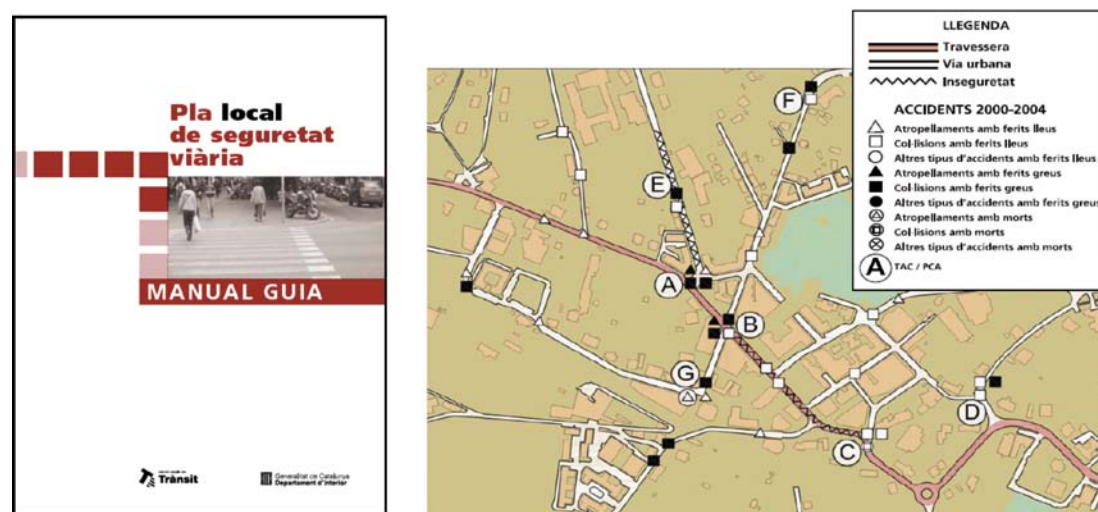 Pla local
de seguretat
viària
MANUAL GUIA
Trànsit
Generalitat de Catalunya
Departament d'Interior
LLEGENDA
Travessera
Via urbana
Inseguretat
ACCIDENTS 2000-2004
Atropellaments amb ferits lleus
Col·lisions amb ferits lleus
Altres tipus d'accidents amb ferits lleus
Atropellaments amb ferits greus
Col·lisions amb ferits greus
Altres tipus d'accidents amb ferits greus
Atropellaments amb morts
Col·lisions amb morts
Altres tipus d'accidents amb morts
A TAC / PCA
F
E
A
B
G
D
C